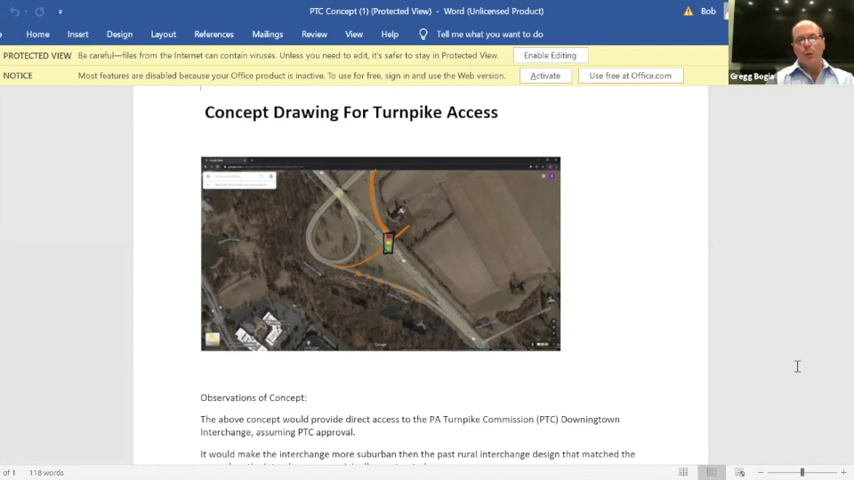 PTC Concept (1) (Protected View) - Word (Unlicensed Product)
Bob
Home Insert Design Layout References Mailings Review View Help Tell me what you want to do
PROTECTED VIEW Be careful—files from the Internet can contain viruses. Unless you need to edit, it's safer to stay in Protected View. Enable Editing
NOTICE Most features are disabled because your Office product is inactive. To use for free, sign in and use the Web version. Activate Use free at Office.com
Gregg Bogia
Concept Drawing For Turnpike Access
Google
Observations of Concept:
The above concept would provide direct access to the PA Turnpike Commission (PTC) Downingtown
Interchange, assuming PTC approval.
It would make the interchange more suburban then the past rural interchange design that matched the
of 1 118 words